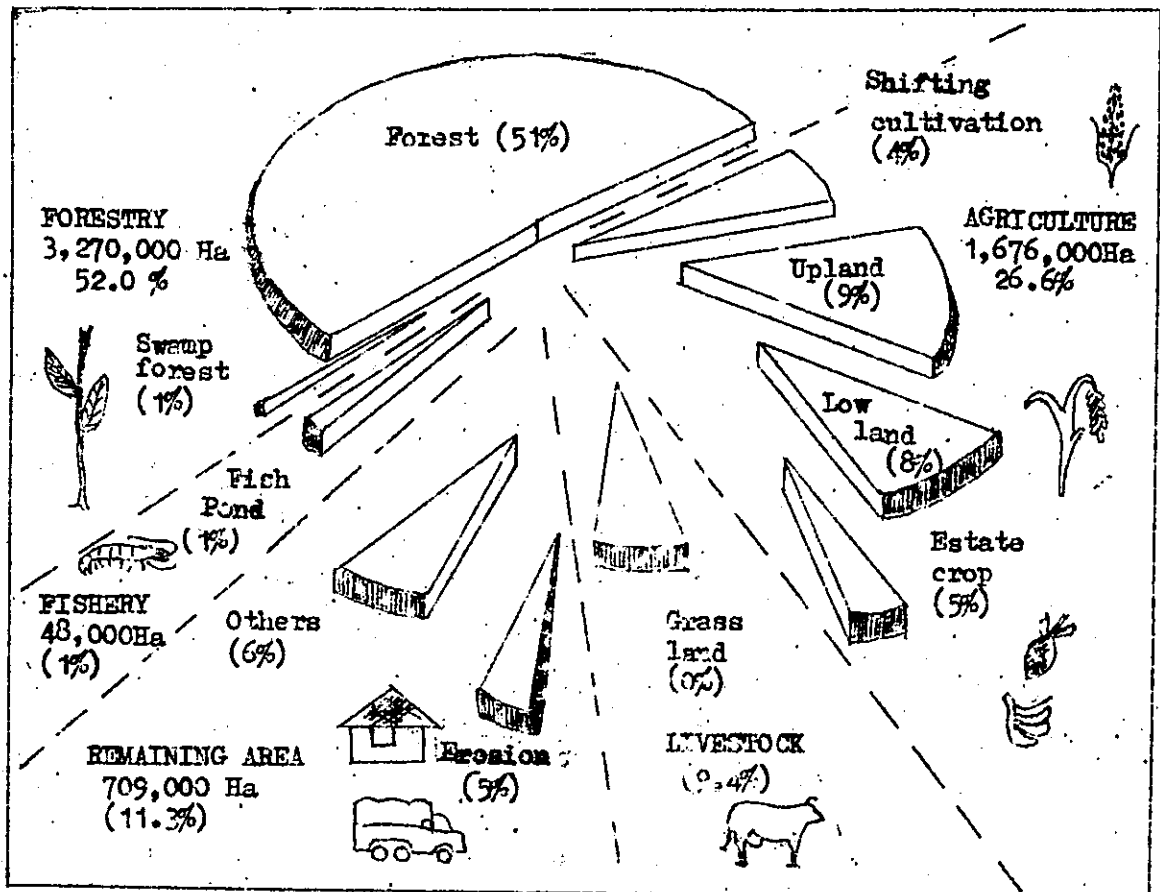 Forest (51%)
Shifting
cultivation
(4%)
FORESTRY
3,270,000 Ha
52.0 %
AGRICULTURE
1,676,000Ha
26.6%
Upland
(9%)
Swamp
forest
(1%)
Low
land
(8%)
Fich
Pond
(1%)
Estate
crop
(5%)
FISHERY
48,000Ha
(1%)
Others
(6%)
Grass
land
REMAINING AREA
709,000 Ha
(11.3%)
Erosion
(5%)
LIVESTOCK